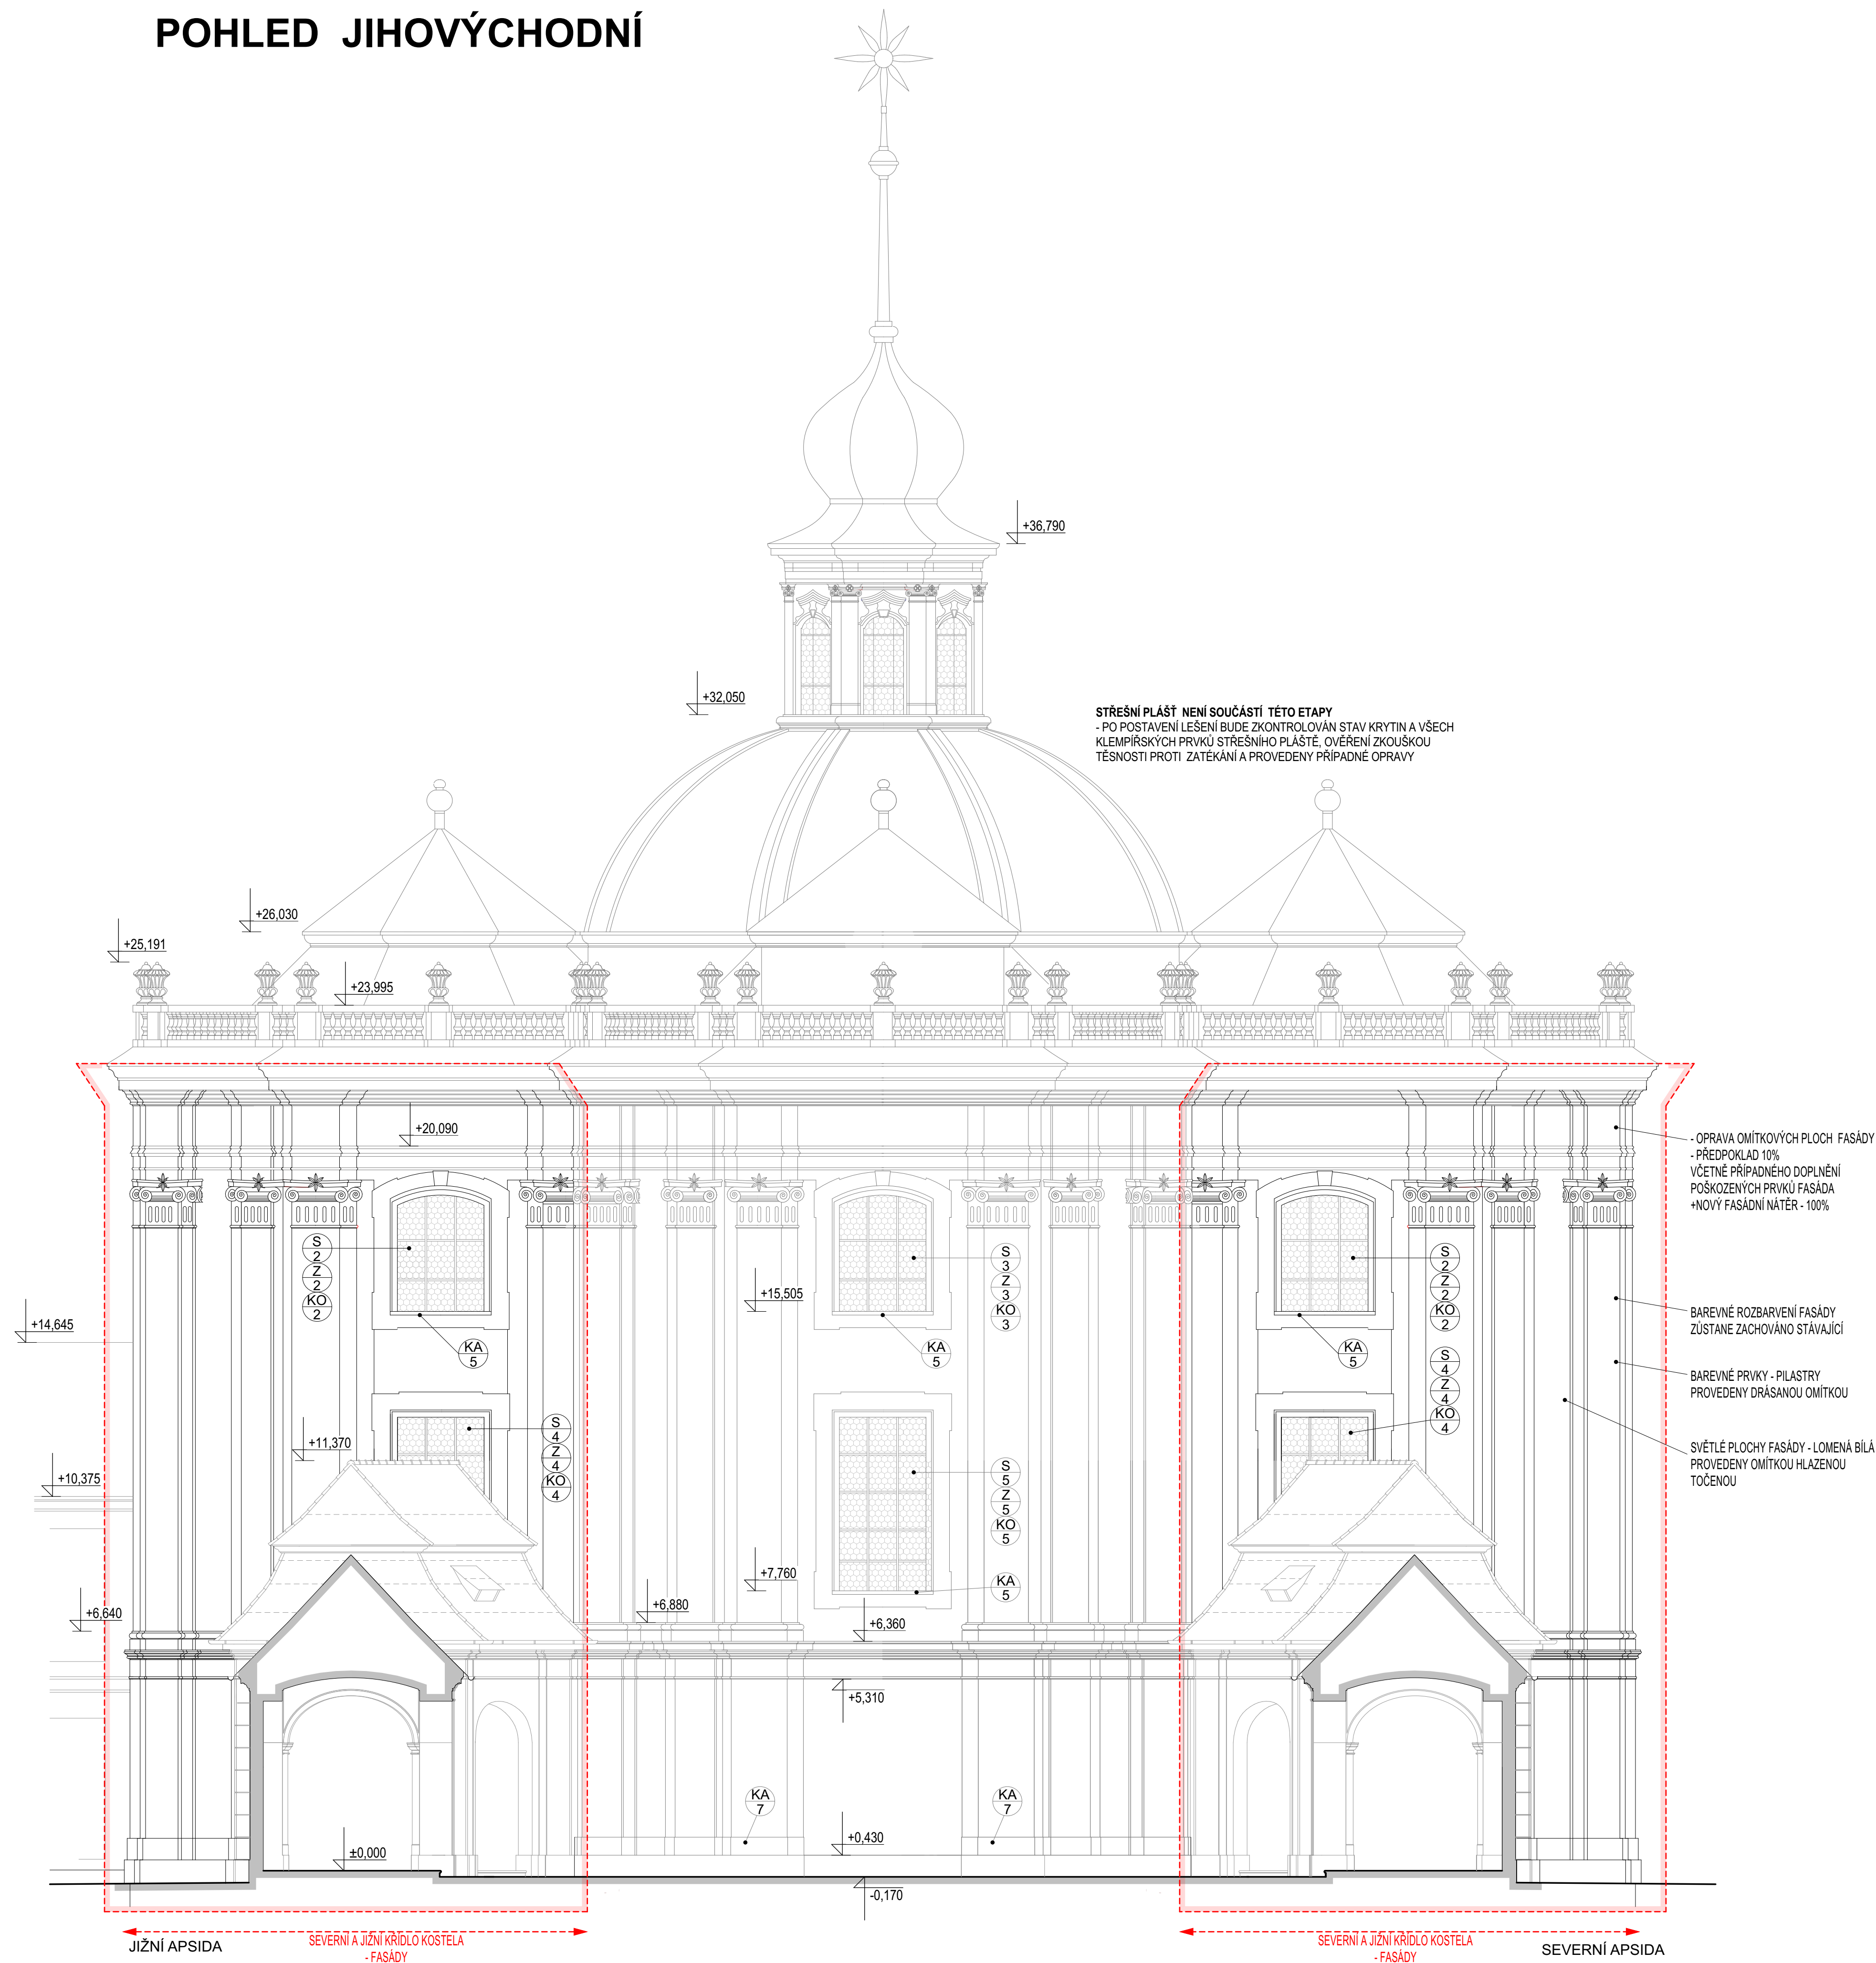 POHLED JIHOVÝCHODNÍ
+36,790
+32,050
STŘEŠNÍ PLÁŠŤ NENÍ SOUČÁSTÍ TÉTO ETAPY
- PO POSTAVENÍ LEŠENÍ BUDE ZKONTROLOVÁN STAV KRYTIN A VŠECH
KLEMPÍŘSKÝCH PRVKŮ STŘEŠNÍHO PLÁŠTĚ, OVĚŘENÍ ZKOUŠKOU
TĚSNOSTI PROTI ZATÉKÁNÍ A PROVEDENY PŘÍPADNÉ OPRAVY
+26,030
+25,191
+23,995
+20,090
- OPRAVA OMÍTKOVÝCH PLOCH FASÁDY
- PŘEDPOKLAD 10%
VČETNĚ PŘÍPADNÉHO DOPLNĚNÍ
POŠKOZENÝCH PRVKŮ FASÁDA
+NOVÝ FASÁDNÍ NÁTĚR - 100%
S
2
Z
2
KO
2
S
3
Z
3
KO
3
S
2
Z
2
KO
2
+15,505
+14,645
BAREVNÉ ROZBARVENÍ FASÁDY
ZŮSTANE ZACHOVÁNO STÁVAJÍCÍ
KA
5
KA
5
KA
5
S
4
Z
4
KO
4
BAREVNÉ PRVKY - PILASTRY
PROVEDENY DRÁSANOU OMÍTKOU
S
4
Z
4
KO
4
+11,370
SVĚTLÉ PLOCHY FASÁDY - LOMENÁ BÍLÁ
PROVEDENY OMÍTKOU HLAZENOU
TOČENOU
+10,375
S
5
Z
5
KO
5
KA
5
+7,760
+6,880
+6,640
+6,360
+5,310
KA
7
KA
7
+0,430
±0,000
-0,170
SEVERNÍ A JIŽNÍ KŘÍDLO KOSTELA
- FASÁDY
JIŽNÍ APSIDA
SEVERNÍ A JIŽNÍ KŘÍDLO KOSTELA
- FASÁDY
SEVERNÍ APSIDA